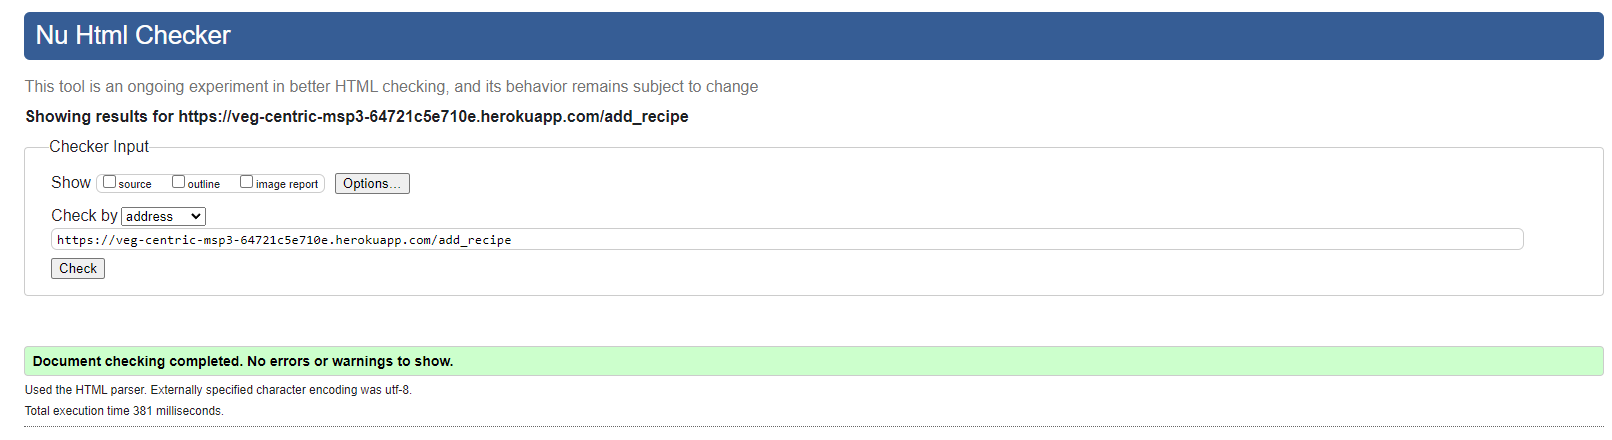 Nu Html Checker
This tool is an ongoing experiment in better HTML checking, and its behavior remains subject to change
Showing results for https://veg-centric-msp3-64721c5e710e.herokuapp.com/add_recipe
Checker Input
Show source outline image report Options...
Check by address
https://veg-centric-msp3-64721c5e710e.herokuapp.com/add_recipe
Check
Document checking completed. No errors or warnings to show.
Used the HTML parser. Externally specified character encoding was utf-8.
Total execution time 381 milliseconds.